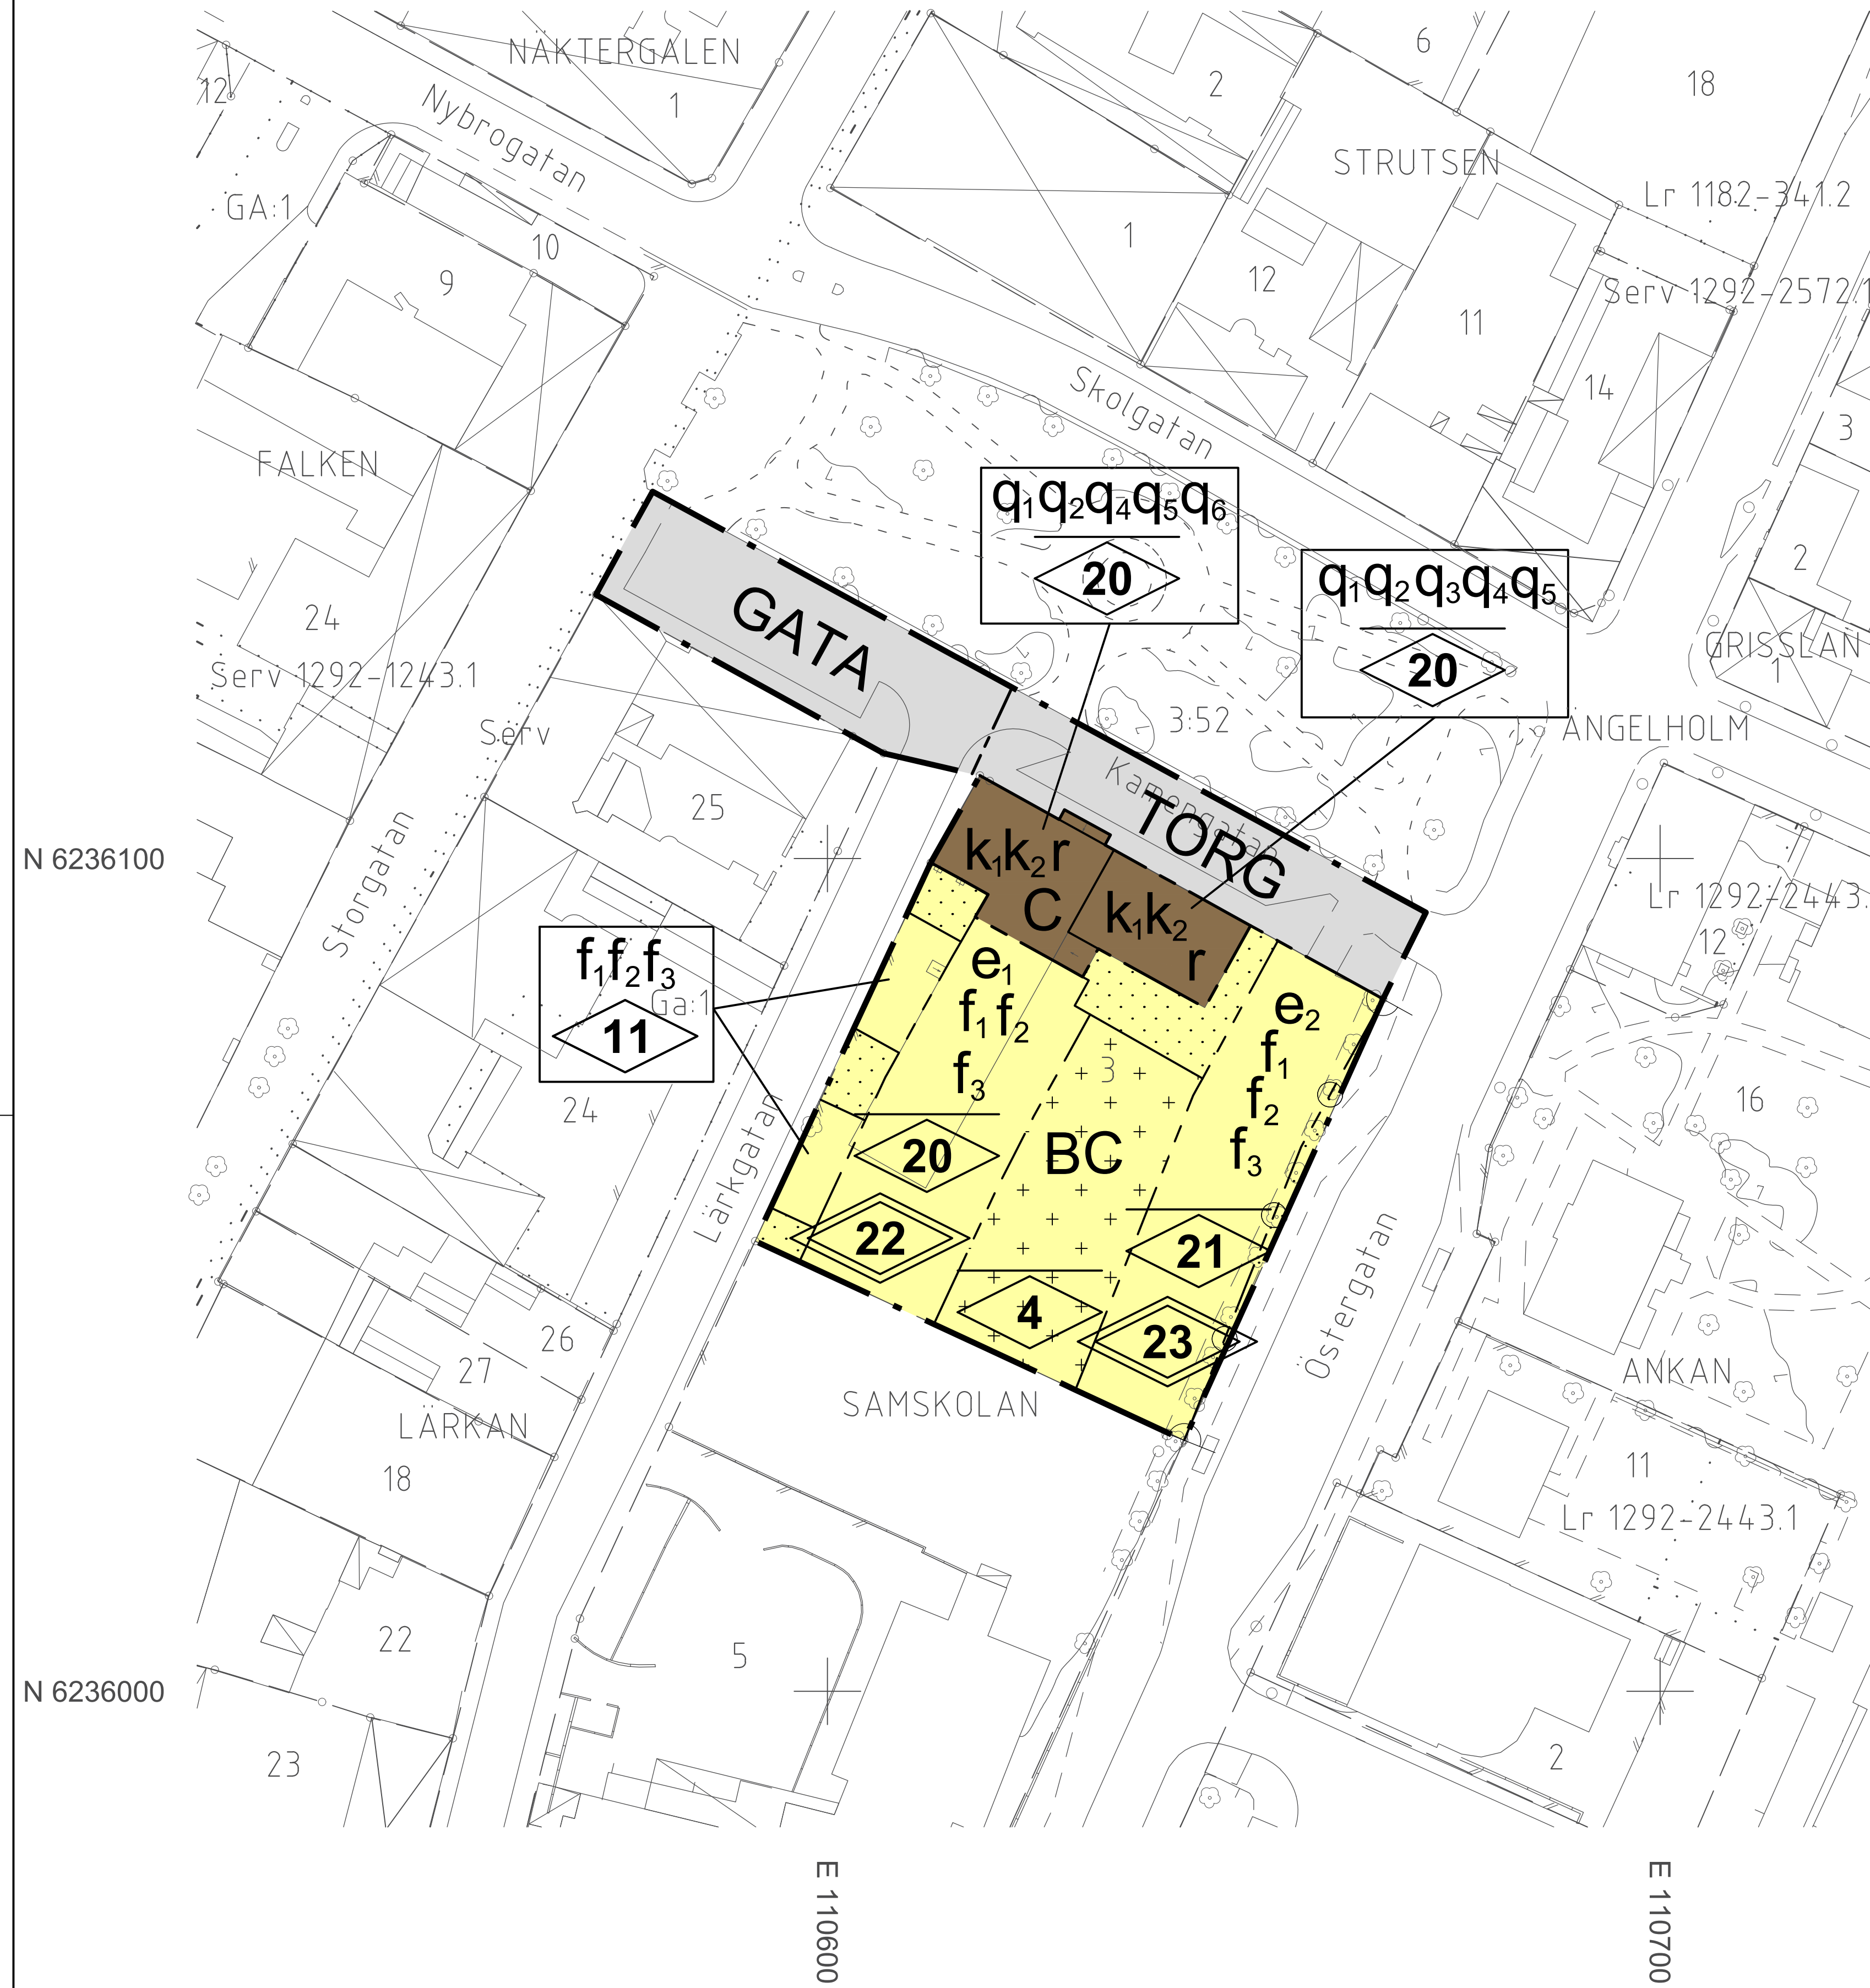 NÄKTERGALEN
6
2
18
12
1
Nybrogatan
STRUTSEN
Lr 1182-341.2
GA:1
10
1
9
12
Serv 1292-2572.1
11
14
Skolgatan
3
FALKEN
q1q2q4q5q6
20
q1q2q3q4q5
20
2
24
GATA
GRISSLAN
1
Serv 1292-1243.1
Serv
3:52
ÄNGELHOLM
Kamengatan
TORG
25
N 6236100
k1k2r
C
k1k2
r
Lr 1292-2443.
12
Storgatan
f1f2f3
11
Ga:1
e1
f1f2
f3
e2
f1
f2
f3
3
24
16
BC
20
Lärkgatan
22
21
4
23
Östergatan
26
27
ANKAN
LÄRKAN
SAMSKOLAN
18
11
Lr 1292-2443.1
22
5
N 6236000
23
2
E 110600
E 110700